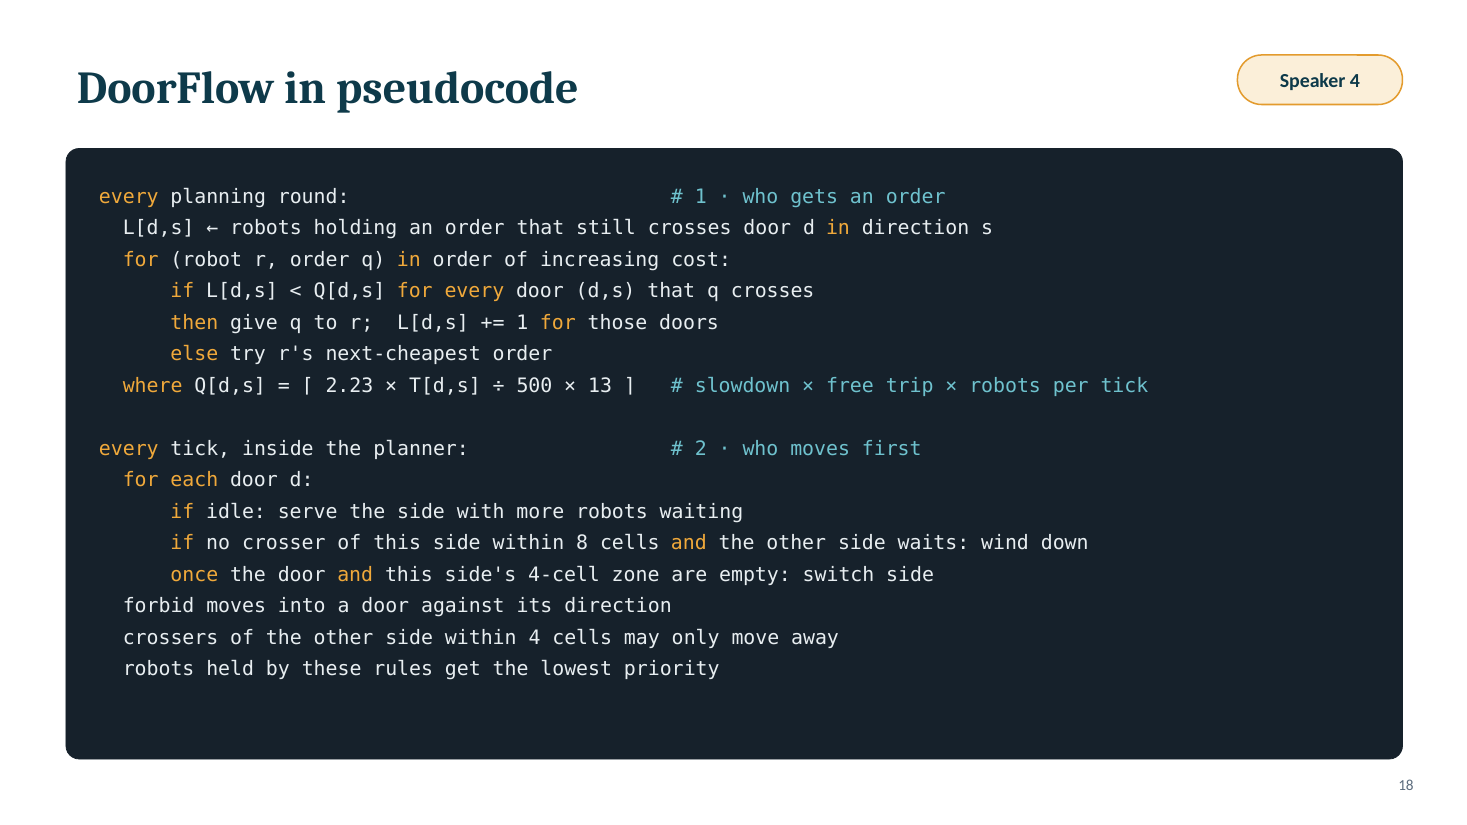 DoorFlow in pseudocode
Speaker 4
every planning round:                           # 1 · who gets an order
  L[d,s] ← robots holding an order that still crosses door d in direction s
  for (robot r, order q) in order of increasing cost:
      if L[d,s] < Q[d,s] for every door (d,s) that q crosses
      then give q to r;  L[d,s] += 1 for those doors
      else try r's next-cheapest order
  where Q[d,s] = ⌈ 2.23 × T[d,s] ÷ 500 × 13 ⌉   # slowdown × free trip × robots per tick
every tick, inside the planner:                 # 2 · who moves first
  for each door d:
      if idle: serve the side with more robots waiting
      if no crosser of this side within 8 cells and the other side waits: wind down
      once the door and this side's 4-cell zone are empty: switch side
  forbid moves into a door against its direction
  crossers of the other side within 4 cells may only move away
  robots held by these rules get the lowest priority
18